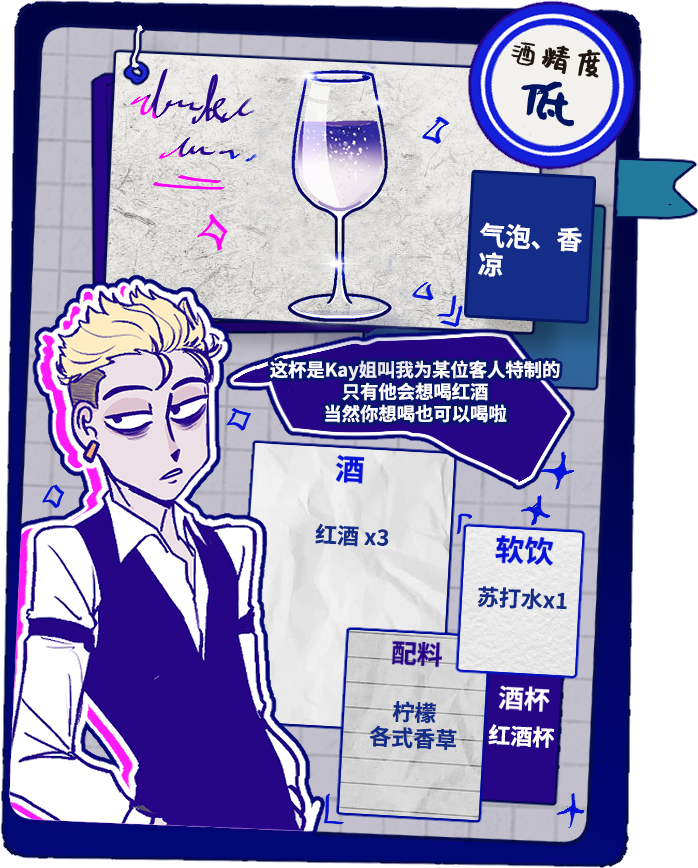 酒精度
低
气泡、香
凉
这杯是Kay姐叫我为某位客人特制的
只有他会想喝红酒
当然你想喝也可以喝啦
酒
红酒 x3
软饮
苏打水x1
配料
柠檬
各式香草
酒杯
红酒杯